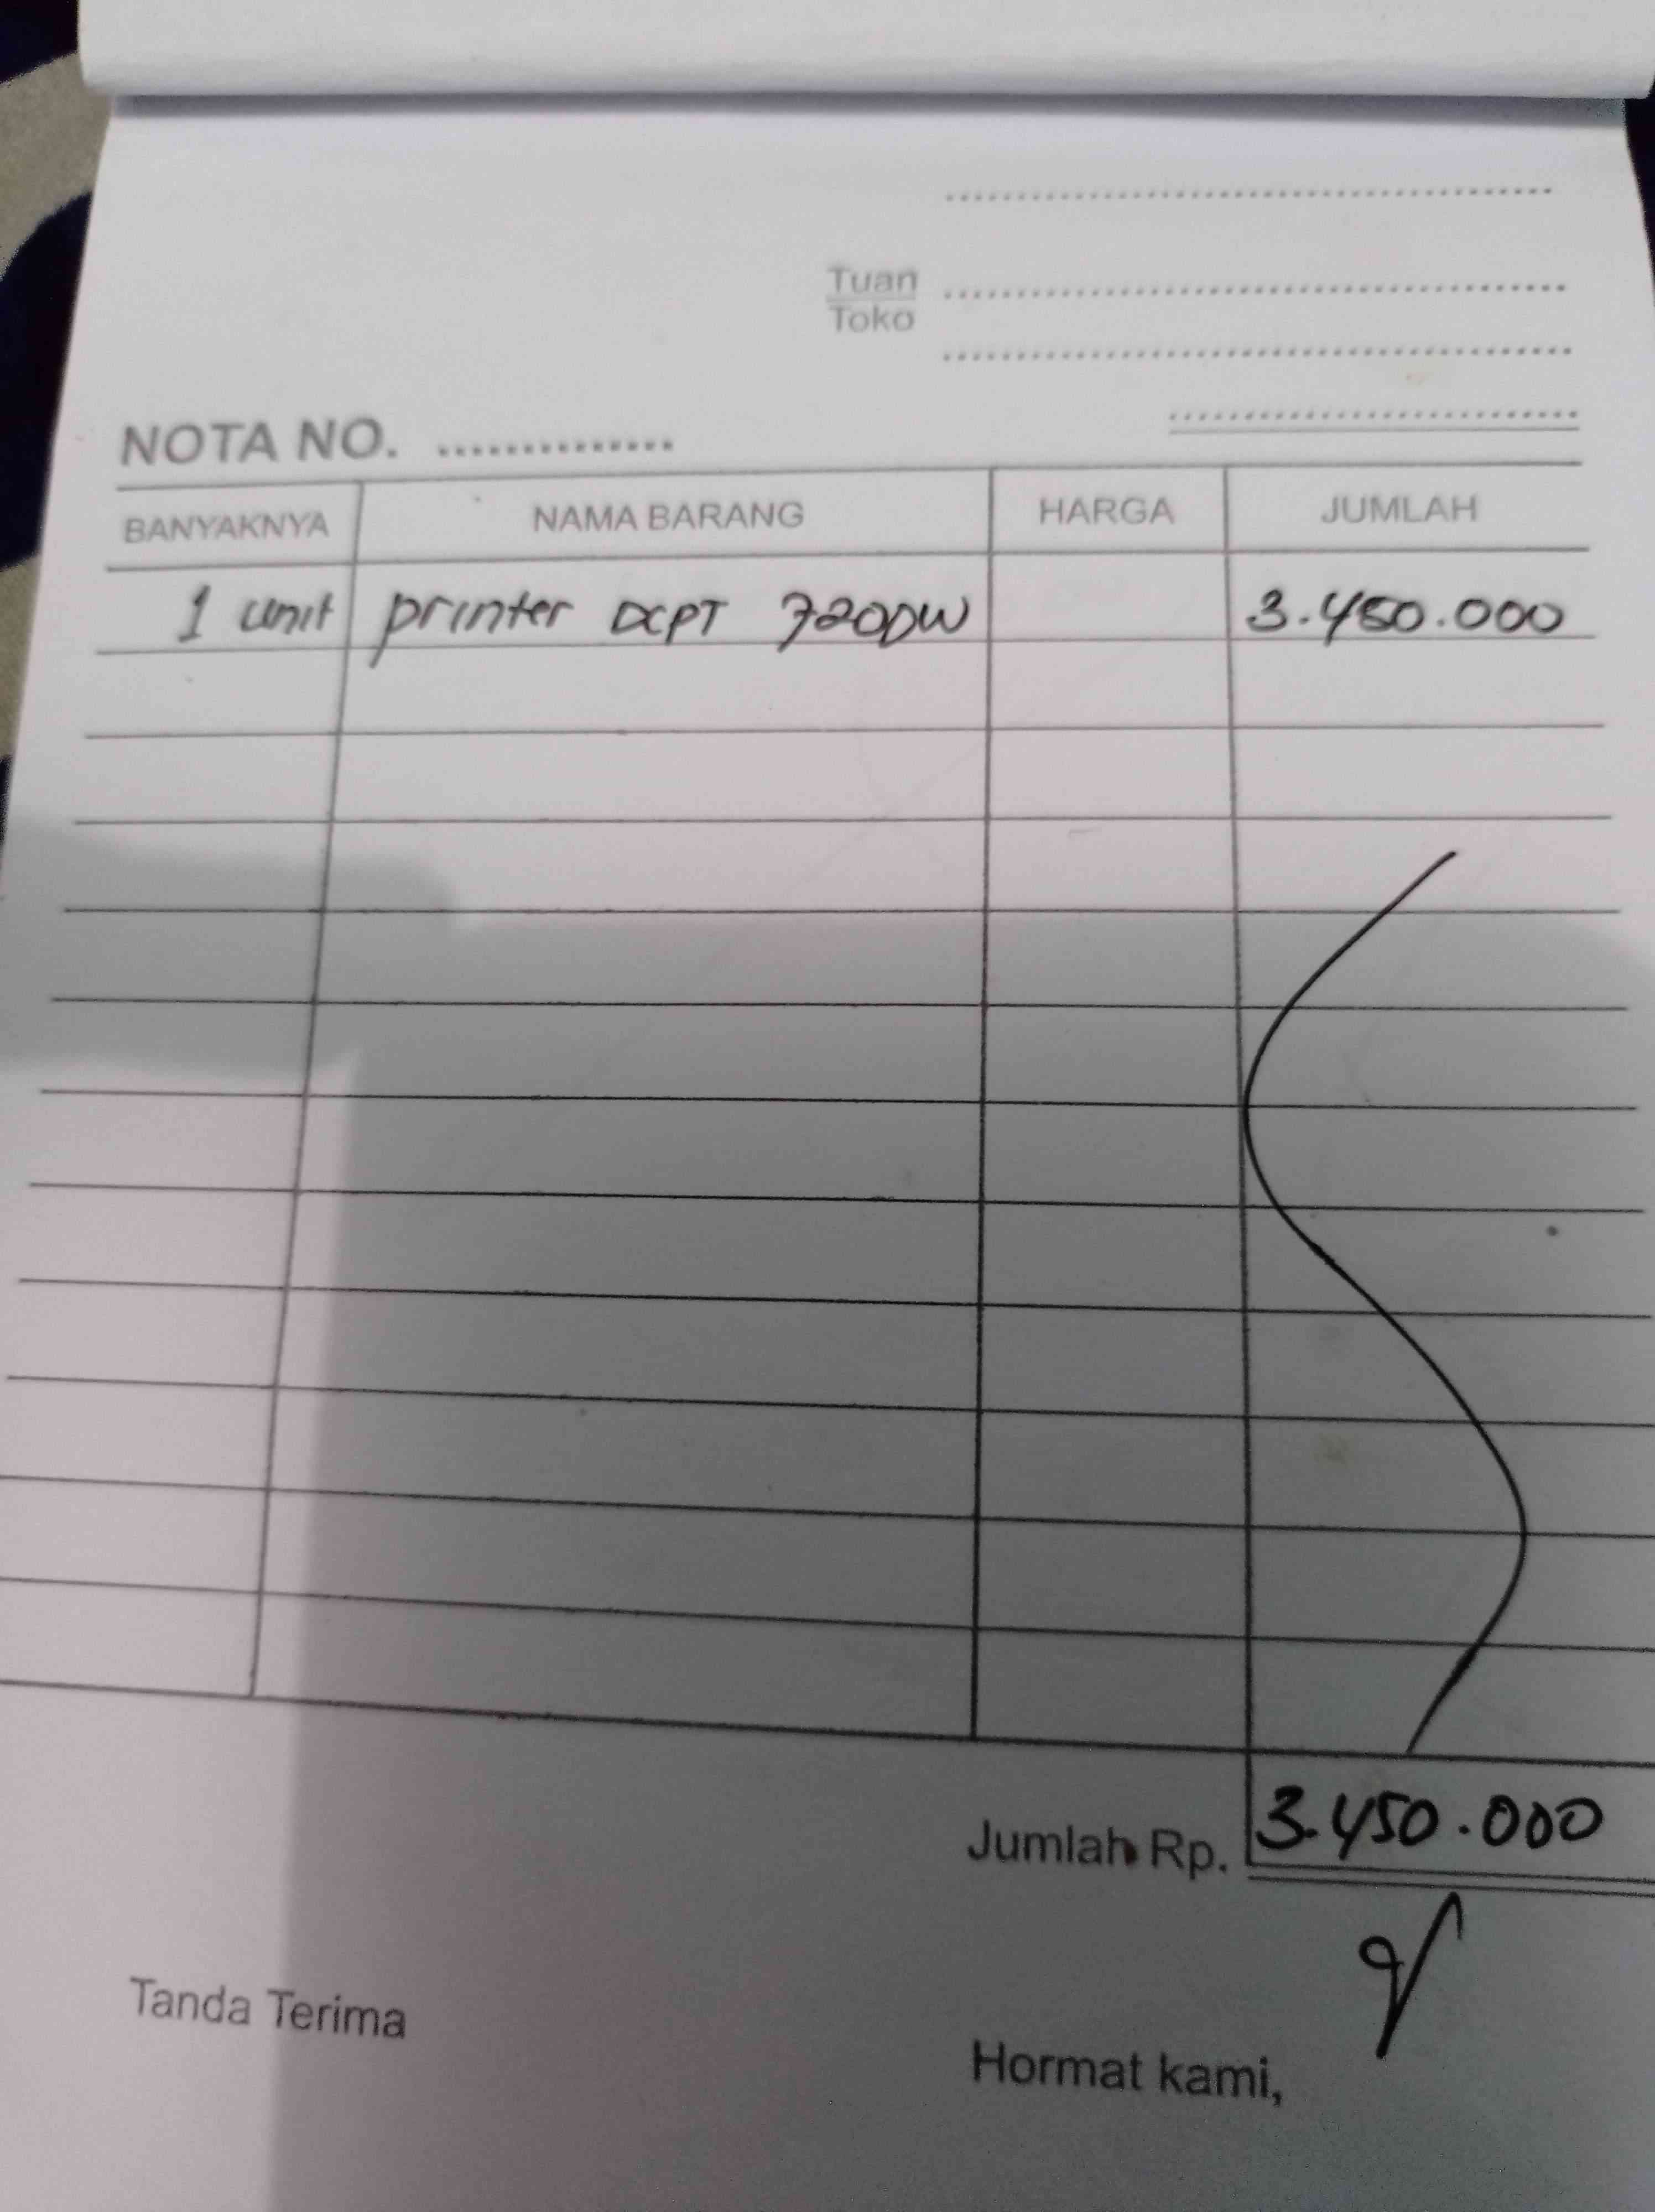 ....................................................
Tuan ....................................................
Toko
....................................................
..................................
NOTA NO. ..............
BANYAKNYA NAMA BARANG HARGA JUMLAH
1 unit printer DCPT 720DW 3.450.000
Jumlah Rp. 3.450.000
Tanda Terima
Hormat kami,